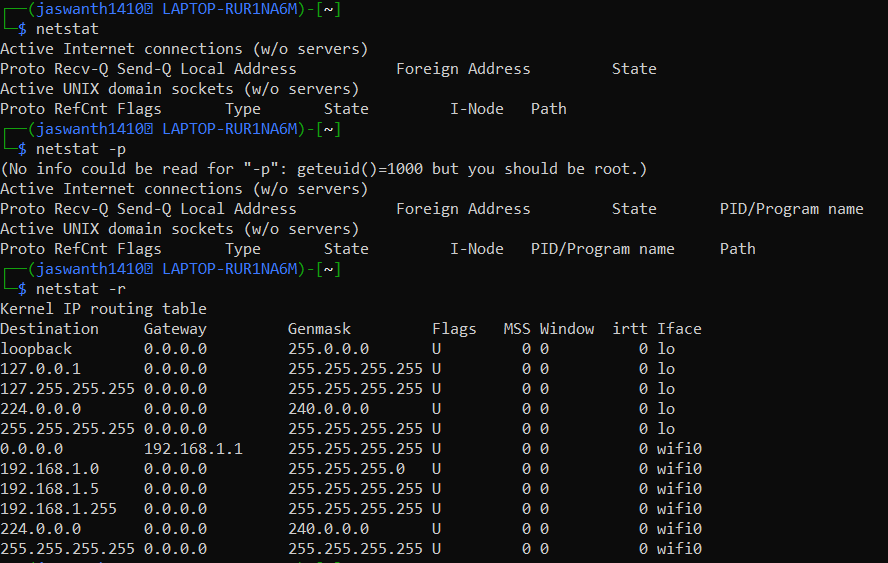 ┌──(jaswanth1410㉿ LAPTOP-RUR1NA6M)-[~]
└─$ netstat
Active Internet connections (w/o servers)
Proto Recv-Q Send-Q Local Address           Foreign Address         State
Active UNIX domain sockets (w/o servers)
Proto RefCnt Flags       Type       State         I-Node   Path
┌──(jaswanth1410㉿ LAPTOP-RUR1NA6M)-[~]
└─$ netstat -p
(No info could be read for "-p": geteuid()=1000 but you should be root.)
Active Internet connections (w/o servers)
Proto Recv-Q Send-Q Local Address           Foreign Address         State       PID/Program name
Active UNIX domain sockets (w/o servers)
Proto RefCnt Flags       Type       State         I-Node   PID/Program name     Path
┌──(jaswanth1410㉿ LAPTOP-RUR1NA6M)-[~]
└─$ netstat -r
Kernel IP routing table
Destination     Gateway         Genmask         Flags   MSS Window  irtt Iface
loopback        0.0.0.0         255.0.0.0       U         0 0          0 lo
127.0.0.1       0.0.0.0         255.255.255.255 U         0 0          0 lo
127.255.255.255 0.0.0.0         255.255.255.255 U         0 0          0 lo
224.0.0.0       0.0.0.0         240.0.0.0       U         0 0          0 lo
255.255.255.255 0.0.0.0         255.255.255.255 U         0 0          0 lo
0.0.0.0         192.168.1.1     255.255.255.255 U         0 0          0 wifi0
192.168.1.0     0.0.0.0         255.255.255.0   U         0 0          0 wifi0
192.168.1.5     0.0.0.0         255.255.255.255 U         0 0          0 wifi0
192.168.1.255   0.0.0.0         255.255.255.255 U         0 0          0 wifi0
224.0.0.0       0.0.0.0         240.0.0.0       U         0 0          0 wifi0
255.255.255.255 0.0.0.0         255.255.255.255 U         0 0          0 wifi0